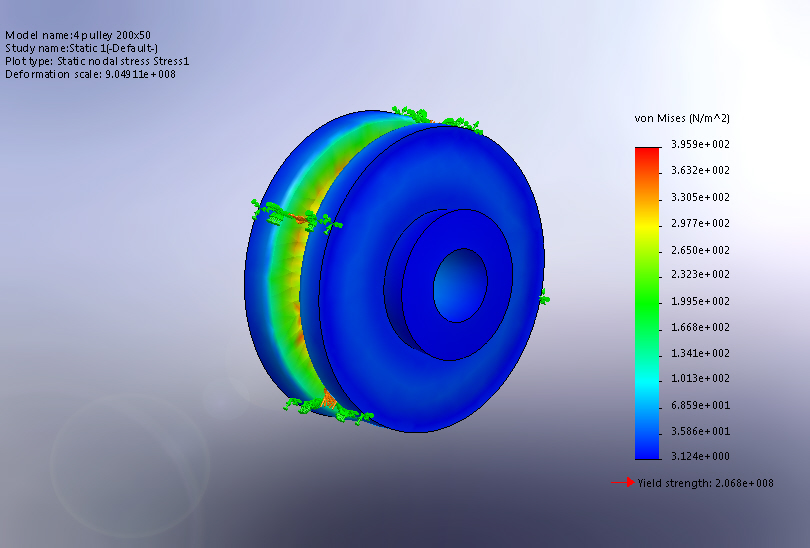 Model name:4 pulley 200x50
Study name:Static 1(-Default-)
Plot type: Static nodal stress Stress1
Deformation scale: 9.04911e+008
von Mises (N/m^2)
3.959e+002
3.632e+002
3.305e+002
2.977e+002
2.650e+002
2.323e+002
1.995e+002
1.668e+002
1.341e+002
1.013e+002
6.859e+001
3.586e+001
3.124e+000
Yield strength: 2.068e+008